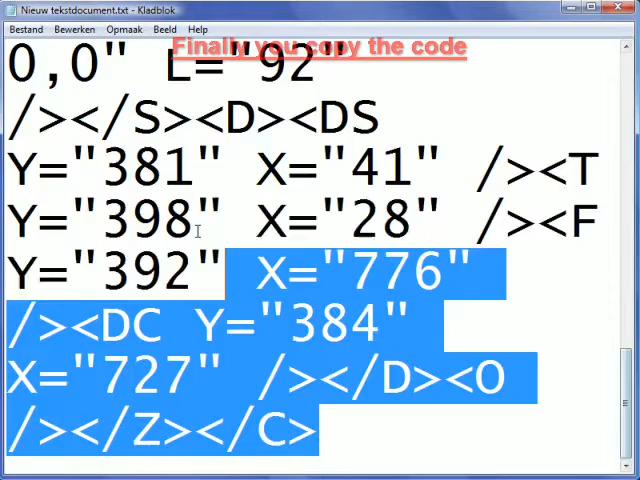 Nieuw tekstdocument.txt - Kladblok
Bestand Bewerken Opmaak Beeld Help
Finally you copy the code
0,0" L="92"
/></S><D><DS
Y="381" X="41" /><T
Y="398" X="28" /><F
Y="392" X="776"
/><DC Y="384"
X="727" /></D><O
/></Z></C>